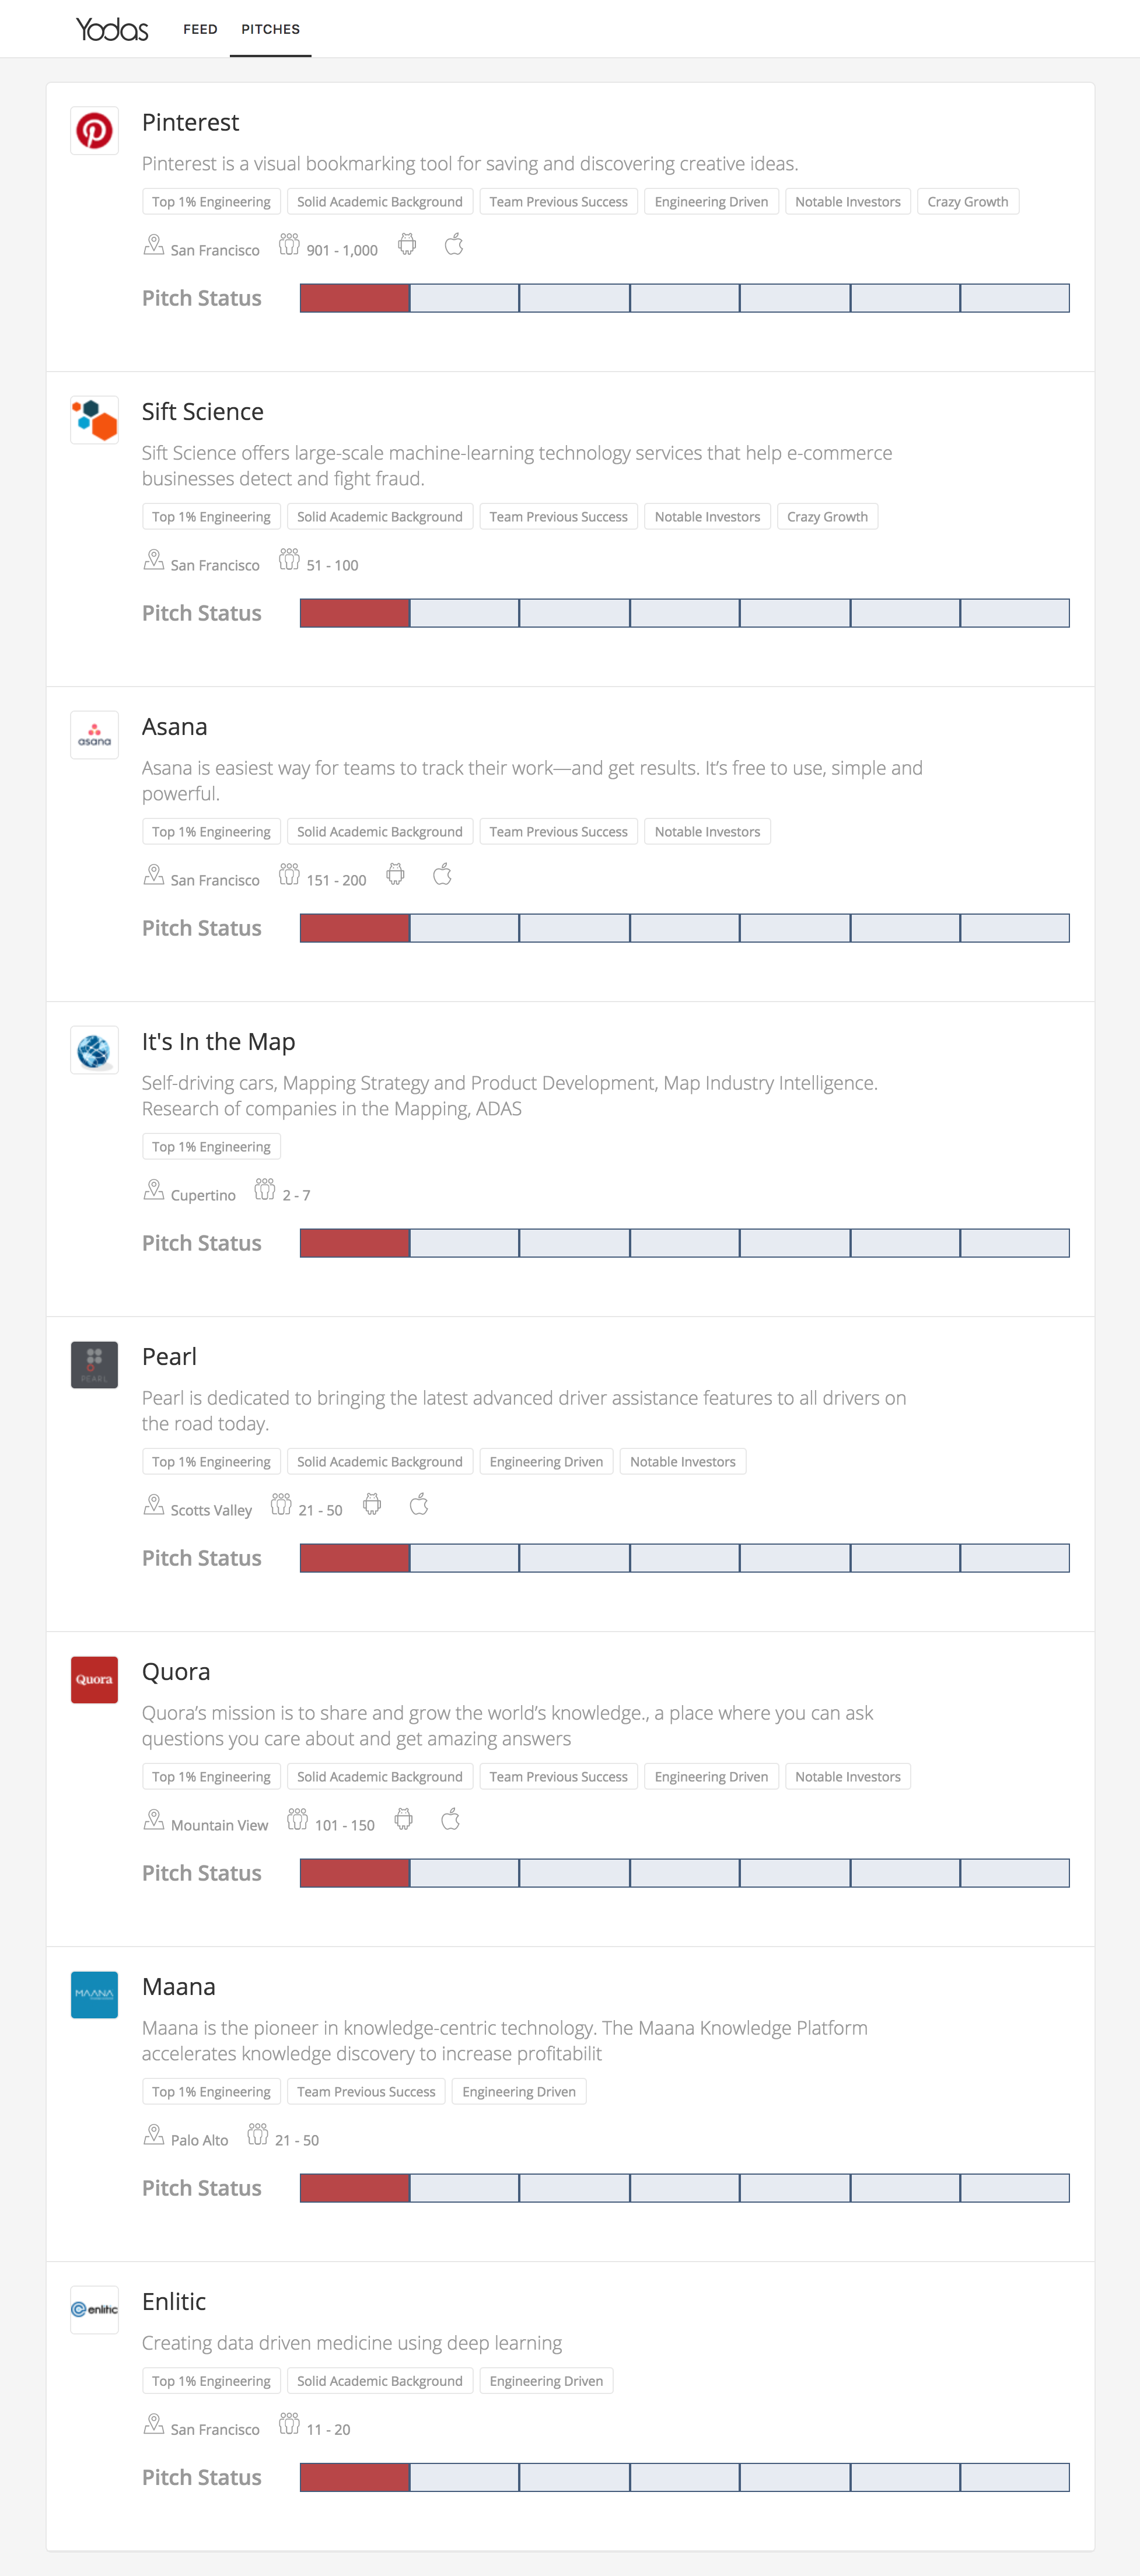 Yodas FEED PITCHES
Pinterest
Pinterest is a visual bookmarking tool for saving and discovering creative ideas.
Top 1% Engineering Solid Academic Background Team Previous Success Engineering Driven Notable Investors Crazy Growth
San Francisco 901 - 1,000
Pitch Status
Sift Science
Sift Science offers large-scale machine-learning technology services that help e-commerce
businesses detect and fight fraud.
Top 1% Engineering Solid Academic Background Team Previous Success Notable Investors Crazy Growth
San Francisco 51 - 100
Pitch Status
asana
Asana
Asana is easiest way for teams to track their work—and get results. It’s free to use, simple and
powerful.
Top 1% Engineering Solid Academic Background Team Previous Success Notable Investors
San Francisco 151 - 200
Pitch Status
It's In the Map
Self-driving cars, Mapping Strategy and Product Development, Map Industry Intelligence.
Research of companies in the Mapping, ADAS
Top 1% Engineering
Cupertino 2 - 7
Pitch Status
PEARL
Pearl
Pearl is dedicated to bringing the latest advanced driver assistance features to all drivers on
the road today.
Top 1% Engineering Solid Academic Background Engineering Driven Notable Investors
Scotts Valley 21 - 50
Pitch Status
Quora
Quora
Quora’s mission is to share and grow the world’s knowledge., a place where you can ask
questions you care about and get amazing answers
Top 1% Engineering Solid Academic Background Team Previous Success Engineering Driven Notable Investors
Mountain View 101 - 150
Pitch Status
MAANA
Maana
Maana is the pioneer in knowledge-centric technology. The Maana Knowledge Platform
accelerates knowledge discovery to increase profitabilit
Top 1% Engineering Team Previous Success Engineering Driven
Palo Alto 21 - 50
Pitch Status
enlitic
Enlitic
Creating data driven medicine using deep learning
Top 1% Engineering Solid Academic Background Engineering Driven
San Francisco 11 - 20
Pitch Status